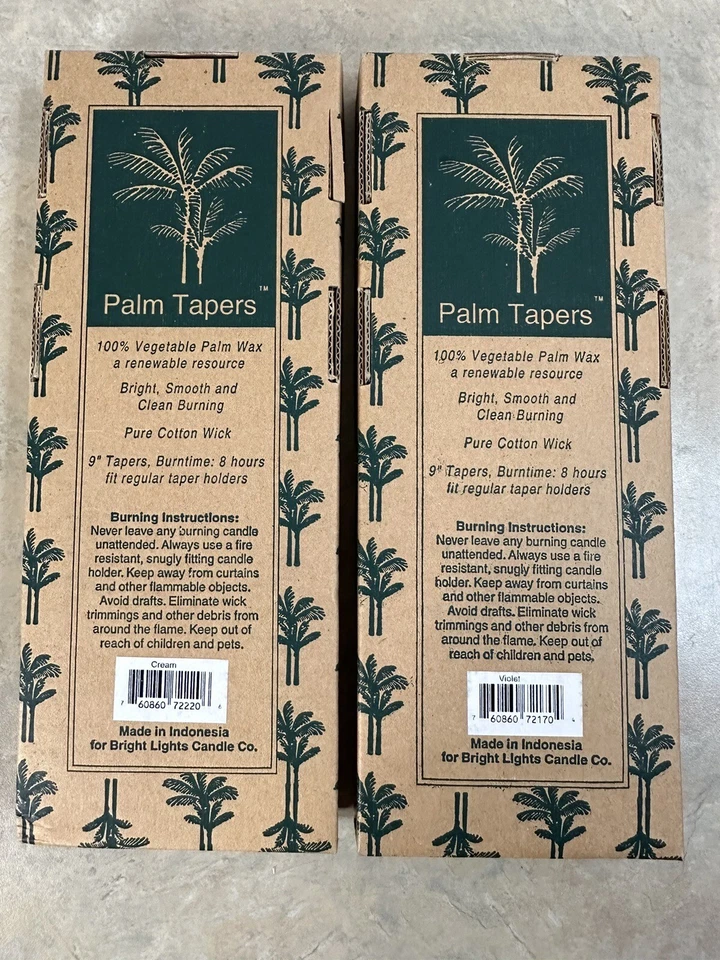 Palm Tapers ™
100% Vegetable Palm Wax
a renewable resource
Bright, Smooth and
Clean Burning
Pure Cotton Wick
9" Tapers, Burntime: 8 hours
fit regular taper holders
Burning Instructions:
Never leave any burning candle
unattended. Always use a fire
resistant, snugly fitting candle
holder. Keep away from curtains
and other flammable objects.
Avoid drafts. Eliminate wick
trimmings and other debris from
around the flame. Keep out of
reach of children and pets.
Cream
7 60860 72220 6
Made in Indonesia
for Bright Lights Candle Co.
Palm Tapers ™
100% Vegetable Palm Wax
a renewable resource
Bright, Smooth and
Clean Burning
Pure Cotton Wick
9" Tapers, Burntime: 8 hours
fit regular taper holders
Burning Instructions:
Never leave any burning candle
unattended. Always use a fire
resistant, snugly fitting candle
holder. Keep away from curtains
and other flammable objects.
Avoid drafts. Eliminate wick
trimmings and other debris from
around the flame. Keep out of
reach of children and pets.
Violet
7 60860 72170 4
Made in Indonesia
for Bright Lights Candle Co.